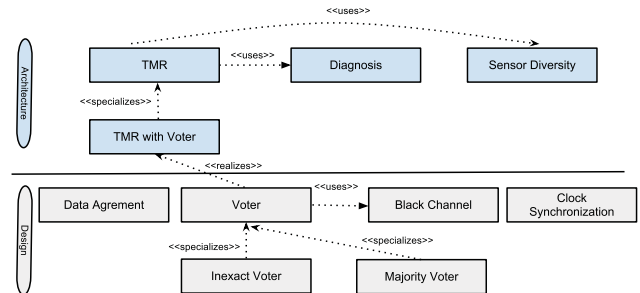 <<uses>>
TMR
<<uses>>
Diagnosis
Sensor Diversity
Architecture
<<specializes>>
TMR with Voter
<<realizes>>
Data Agrement
Voter
<<uses>>
Black Channel
Clock
Synchronization
Design
<<specializes>>
<<specializes>>
Inexact Voter
Majority Voter